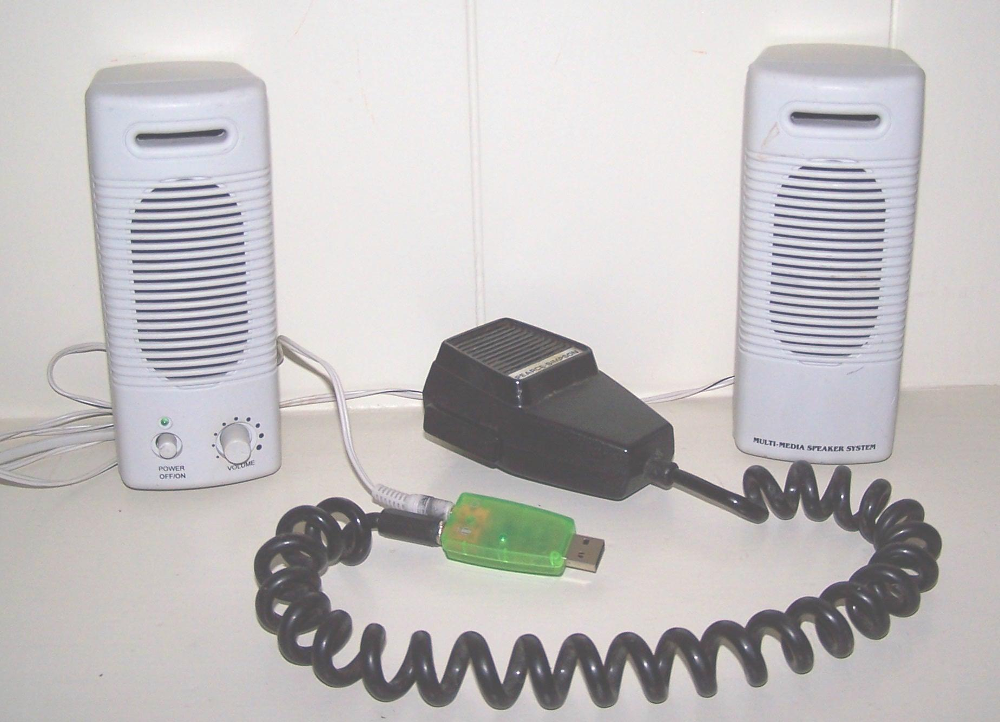 POWER
OFF/ON
VOLUME
PEARCE-SIMPSON
MULTI-MEDIA SPEAKER SYSTEM